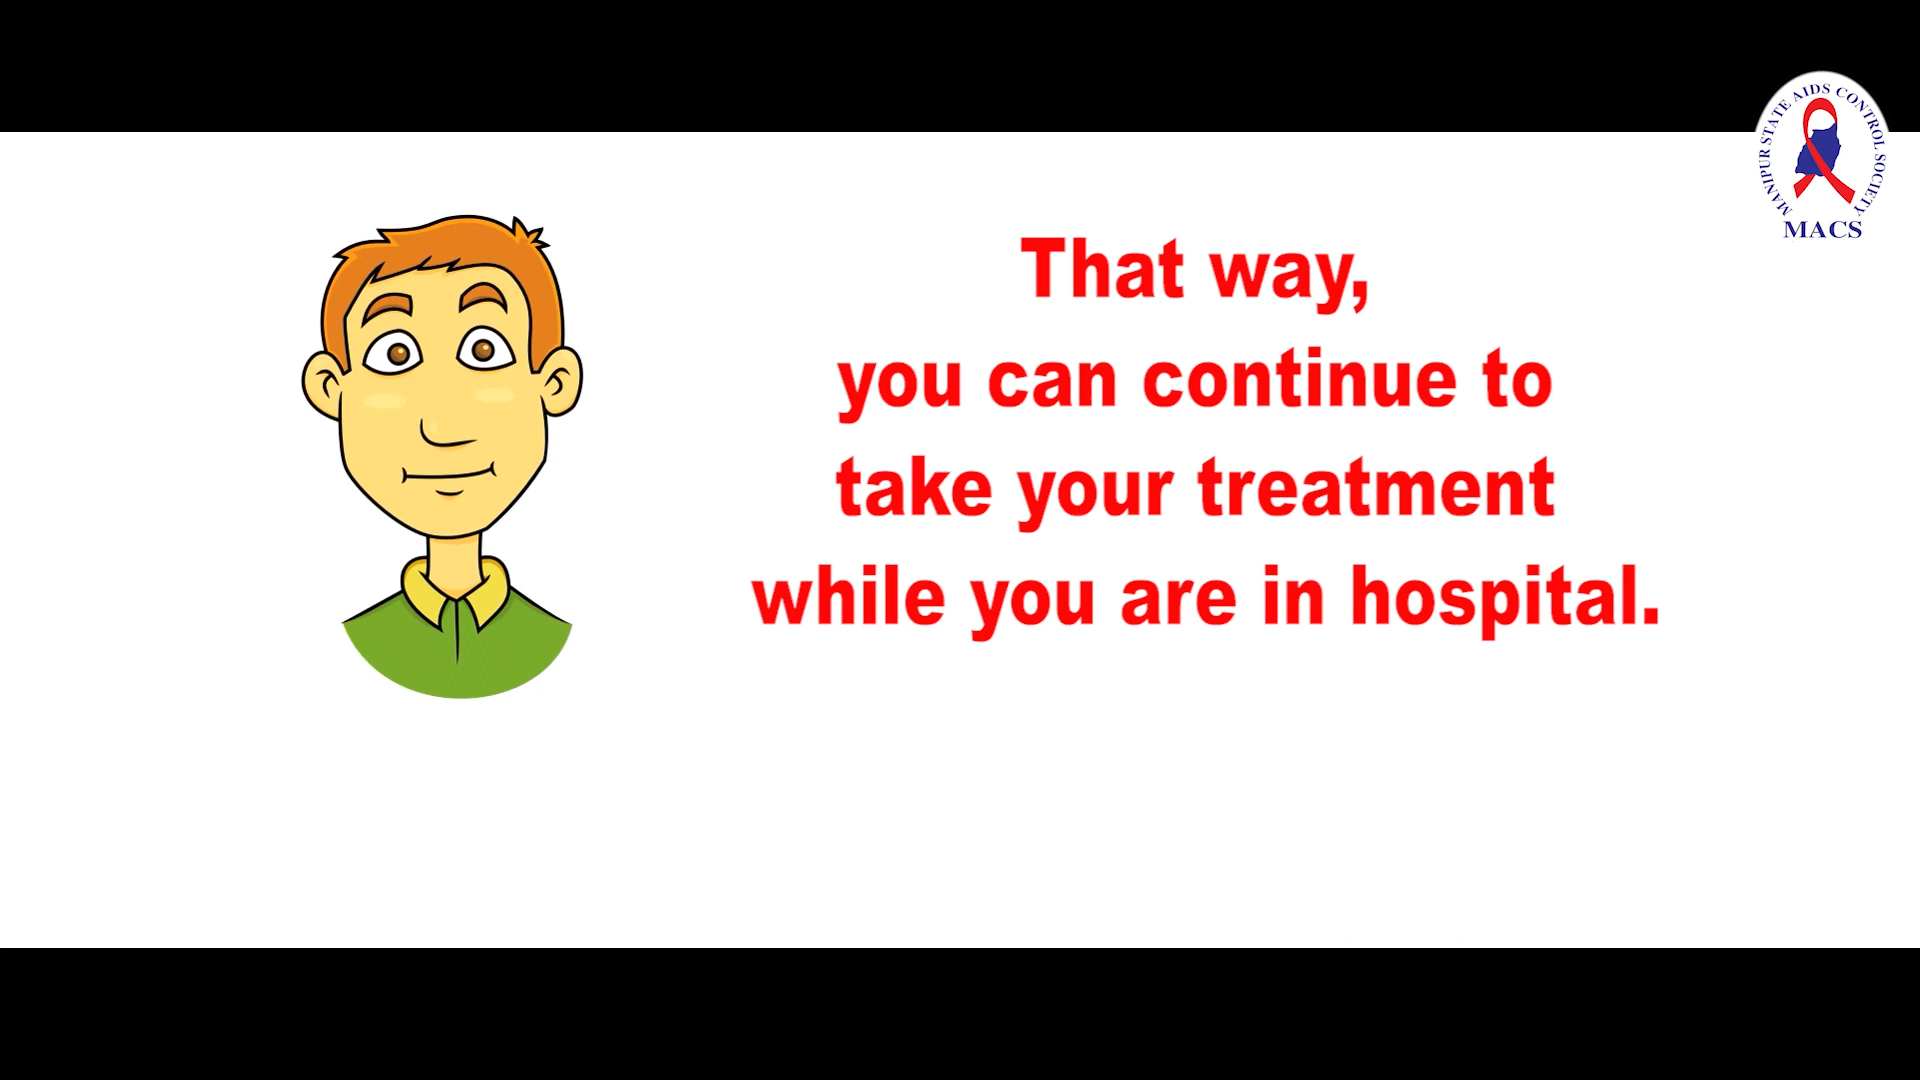 MANIPUR STATE AIDS CONTROL SOCIETY
MACS
That way,
you can continue to
take your treatment
while you are in hospital.